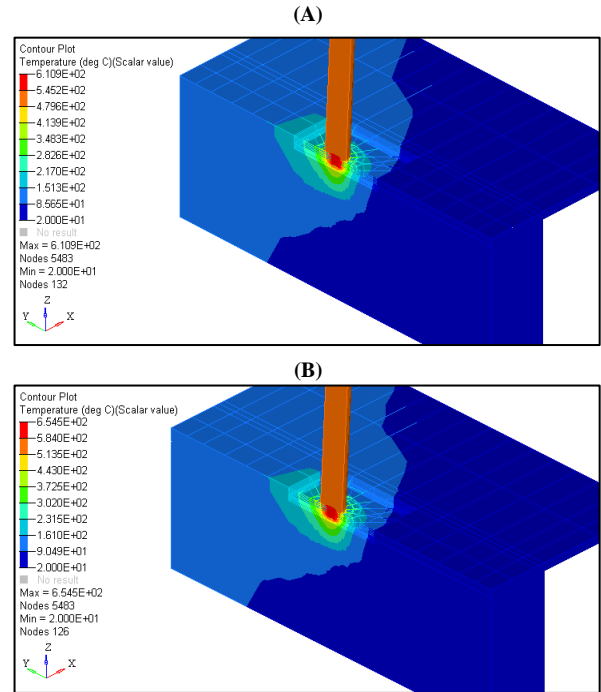 (A)
Contour Plot
Temperature (deg C)(Scalar value)
6.109E+02
5.452E+02
4.796E+02
4.139E+02
3.483E+02
2.826E+02
2.170E+02
1.513E+02
8.565E+01
2.000E+01
No result
Max = 6.109E+02
Nodes 5483
Min = 2.000E+01
Nodes 132
Z
Y X
(B)
Contour Plot
Temperature (deg C)(Scalar value)
6.545E+02
5.840E+02
5.135E+02
4.430E+02
3.725E+02
3.020E+02
2.315E+02
1.610E+02
9.049E+01
2.000E+01
No result
Max = 6.545E+02
Nodes 5483
Min = 2.000E+01
Nodes 126
Z
Y X